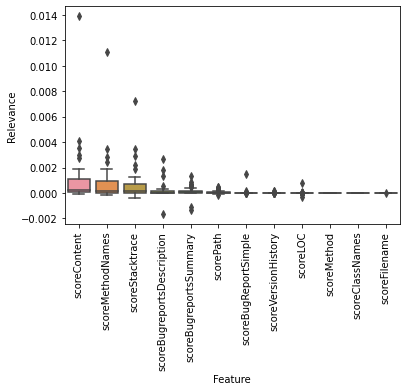 0.014
0.012
0.010
0.008
0.006
0.004
0.002
0.000
−0.002
Relevance
scoreContent
scoreMethodNames
scoreStacktrace
scoreBugreportsDescription
scoreBugreportsSummary
scorePath
scoreBugReportSimple
scoreVersionHistory
scoreLOC
scoreMethod
scoreClassNames
scoreFilename
Feature